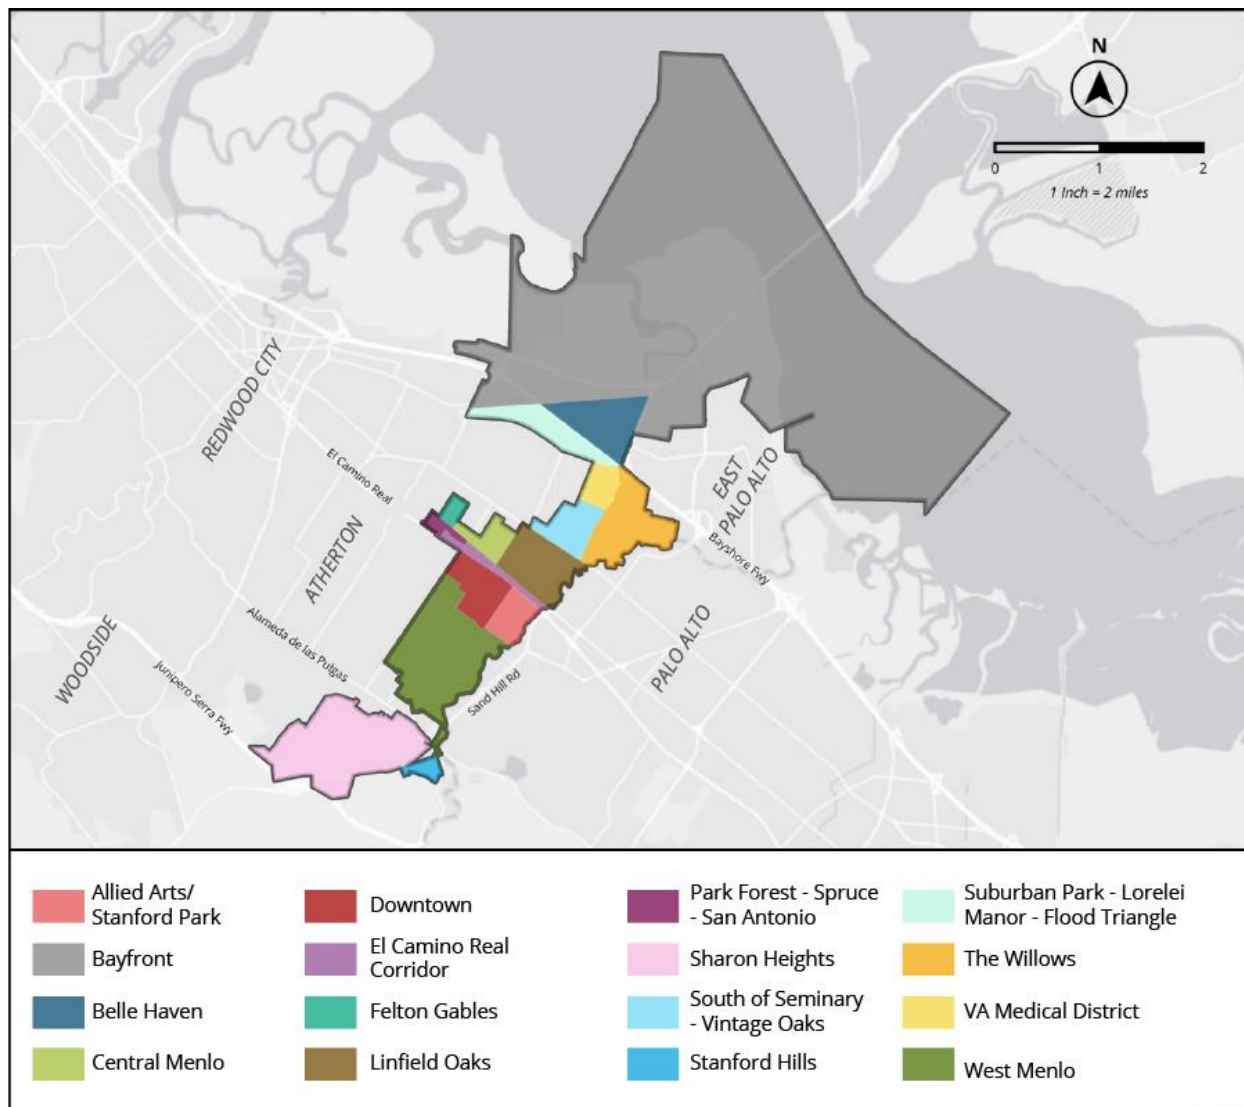 N
0 1 2
1 Inch = 2 miles
REDWOOD CITY
El Camino Real
EAST
PALO ALTO
Bayshore Fwy
ATHERTON
Alameda de las Pulgas
PALO ALTO
WOODSIDE
Junipero Serra Fwy
Sand Hill Rd
Allied Arts/
Stanford Park
Bayfront
Belle Haven
Central Menlo
Downtown
El Camino Real
Corridor
Felton Gables
Linfield Oaks
Park Forest - Spruce
- San Antonio
Sharon Heights
South of Seminary
- Vintage Oaks
Stanford Hills
Suburban Park - Lorelei
Manor - Flood Triangle
The Willows
VA Medical District
West Menlo